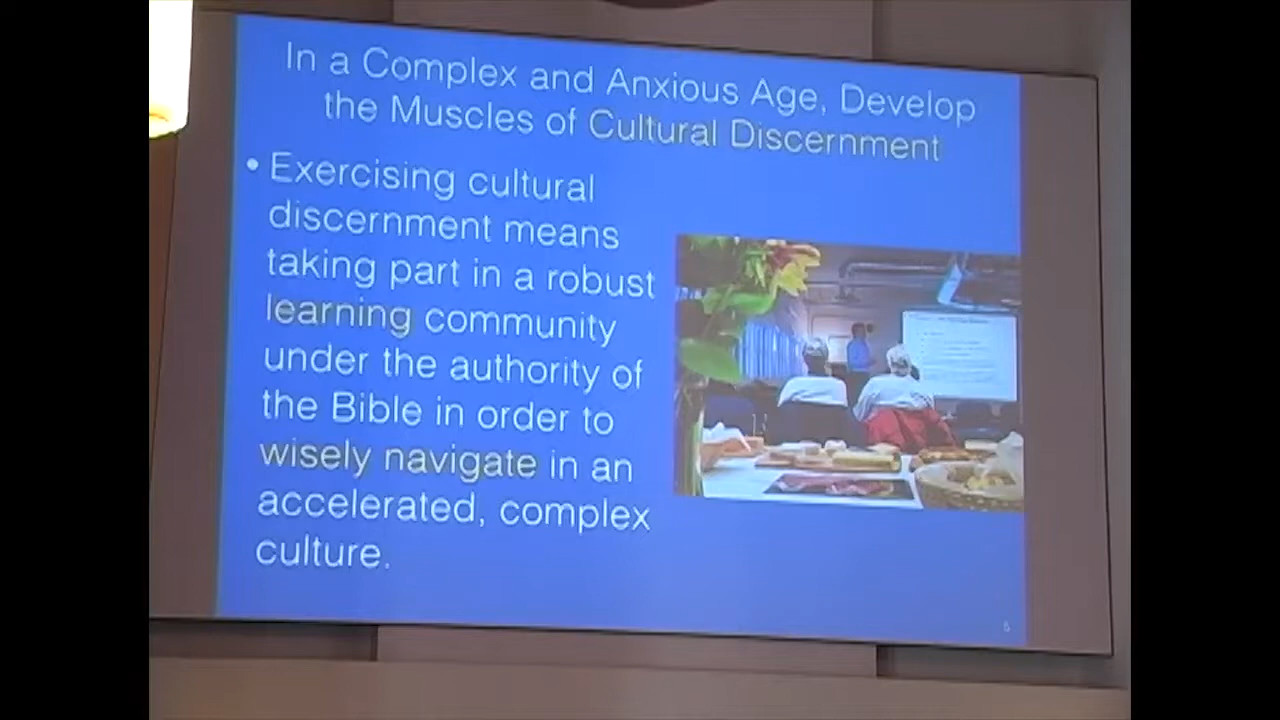 In a Complex and Anxious Age, Develop
the Muscles of Cultural Discernment
• Exercising cultural
discernment means
taking part in a robust
learning community
under the authority of
the Bible in order to
wisely navigate in an
accelerated, complex
culture.